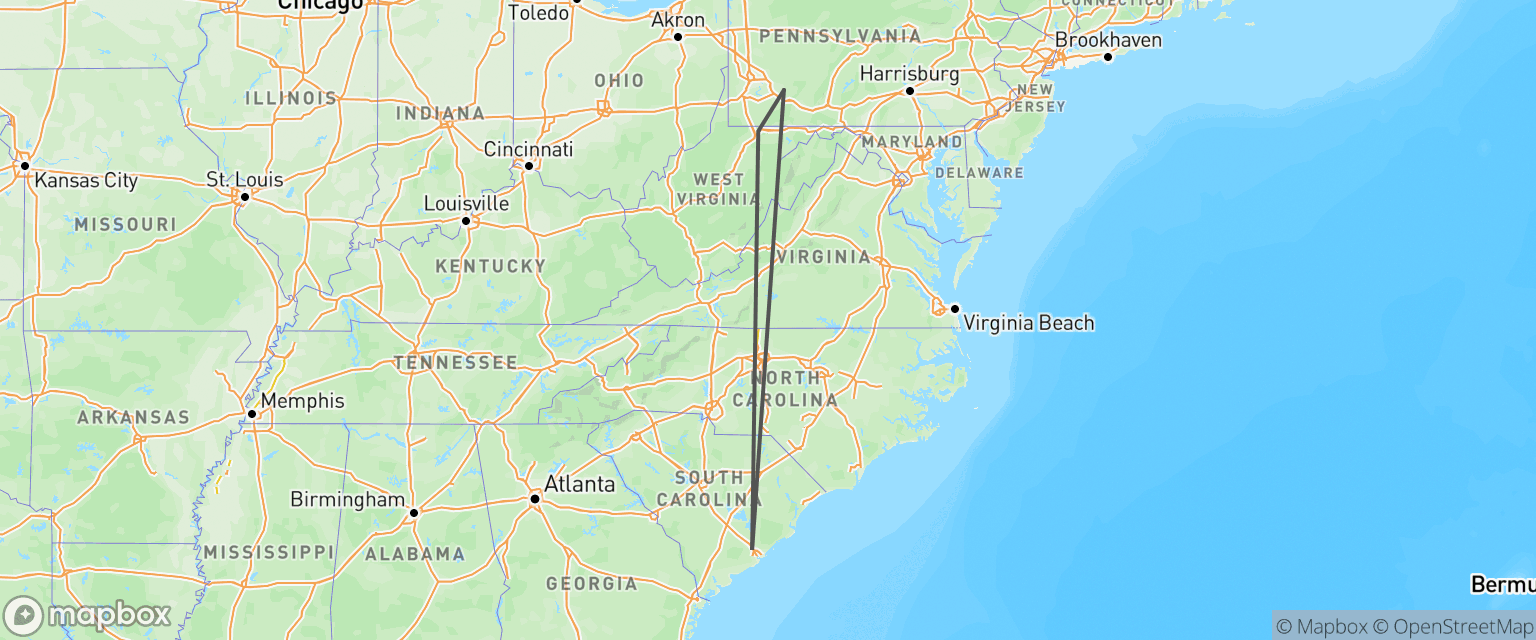 Chicago
Toledo
Akron
PENNSYLVANIA
CONNECTICUT
Brookhaven
ILLINOIS
INDIANA
OHIO
Harrisburg
NEW
JERSEY
Kansas City
St. Louis
Cincinnati
MARYLAND
DELAWARE
MISSOURI
Louisville
WEST
VIRGINIA
KENTUCKY
VIRGINIA
Virginia Beach
TENNESSEE
NORTH
CAROLINA
ARKANSAS
Memphis
SOUTH
CAROLINA
Birmingham
Atlanta
MISSISSIPPI
ALABAMA
GEORGIA
Bermu
mapbox
© Mapbox © OpenStreetMap